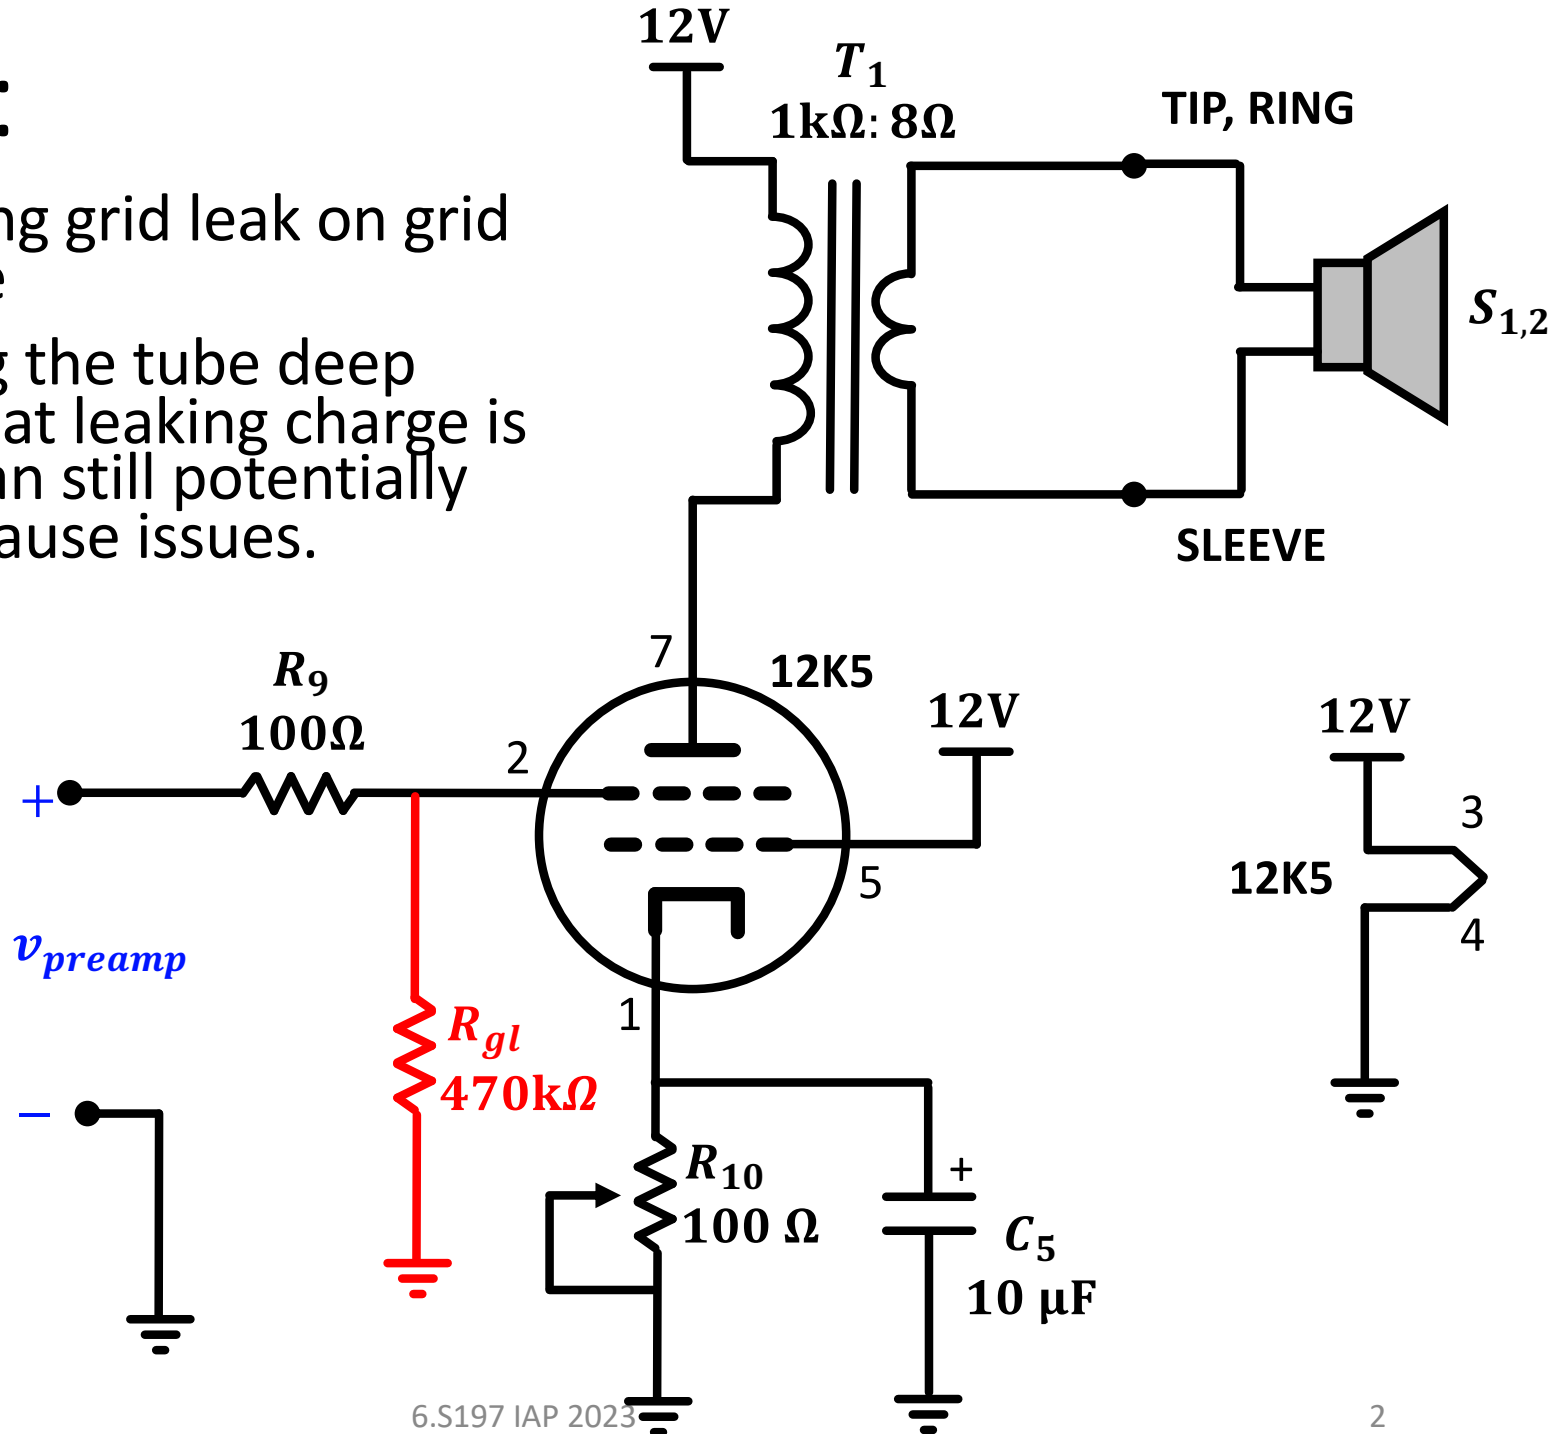 :
ng grid leak on grid
e
g the tube deep
at leaking charge is
an still potentially
ause issues.
12V
T1
1kΩ: 8Ω
TIP, RING
S1,2
SLEEVE
7
12K5
R9
100Ω
2
12V
5
12V
3
12K5
4
+
vpreamp
−
1
Rgl
470kΩ
R10
100 Ω
+
C5
10 μF
6.S197 IAP 2023
2